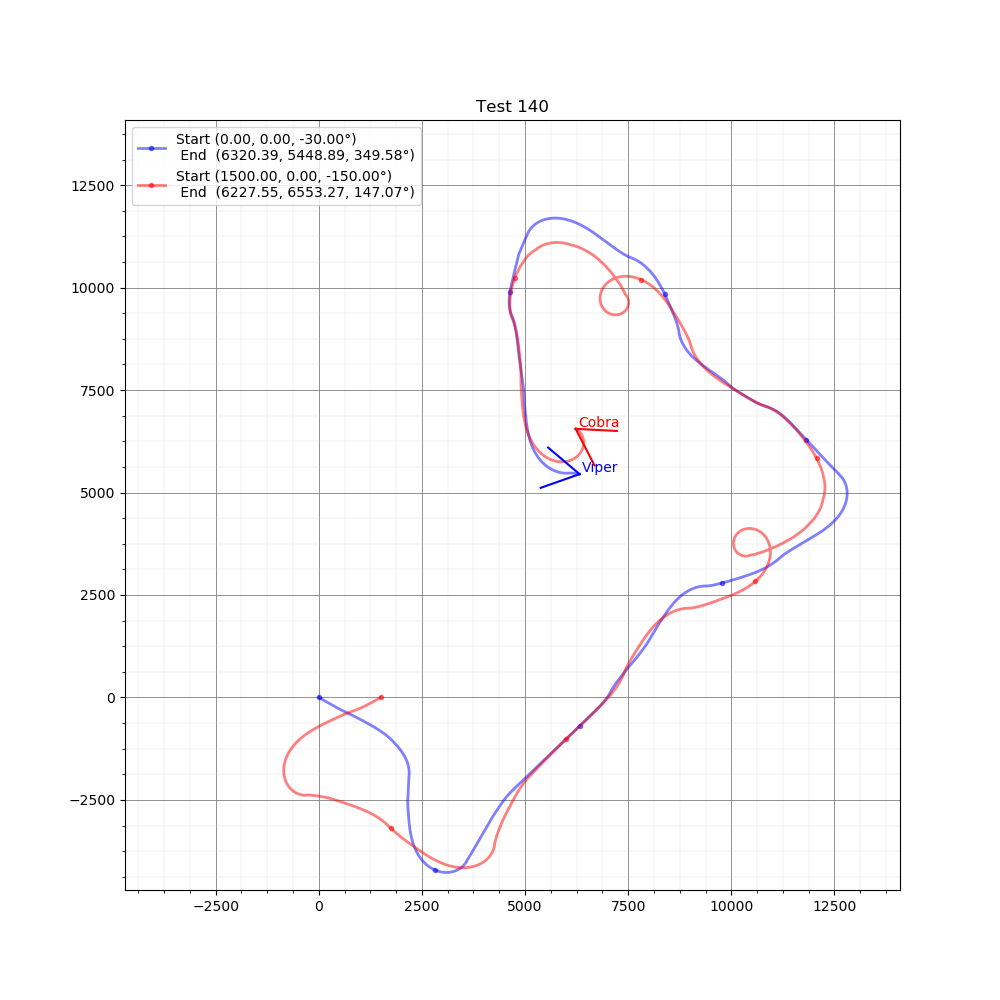 Test 140
Start (0.00, 0.00, -30.00°)
End (6320.39, 5448.89, 349.58°)
Start (1500.00, 0.00, -150.00°)
End (6227.55, 6553.27, 147.07°)
12500
10000
7500
Cobra
Viper
5000
2500
0
−2500
−2500
0
2500
5000
7500
10000
12500